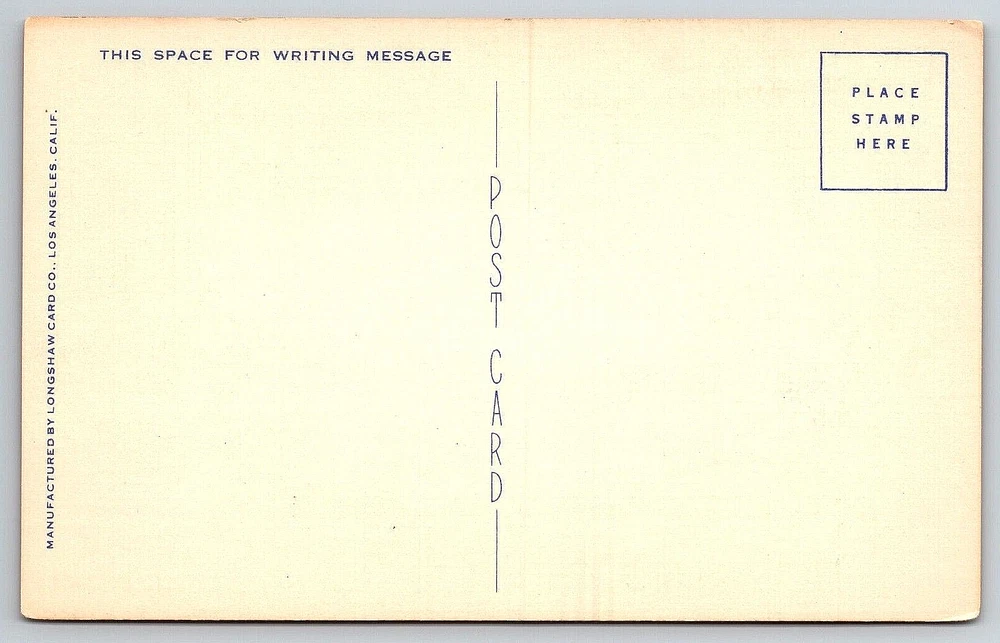 THIS SPACE FOR WRITING MESSAGE
PLACE
STAMP
HERE
MANUFACTURED BY LONGSHAW CARD CO., LOS ANGELES, CALIF.
POST CARD